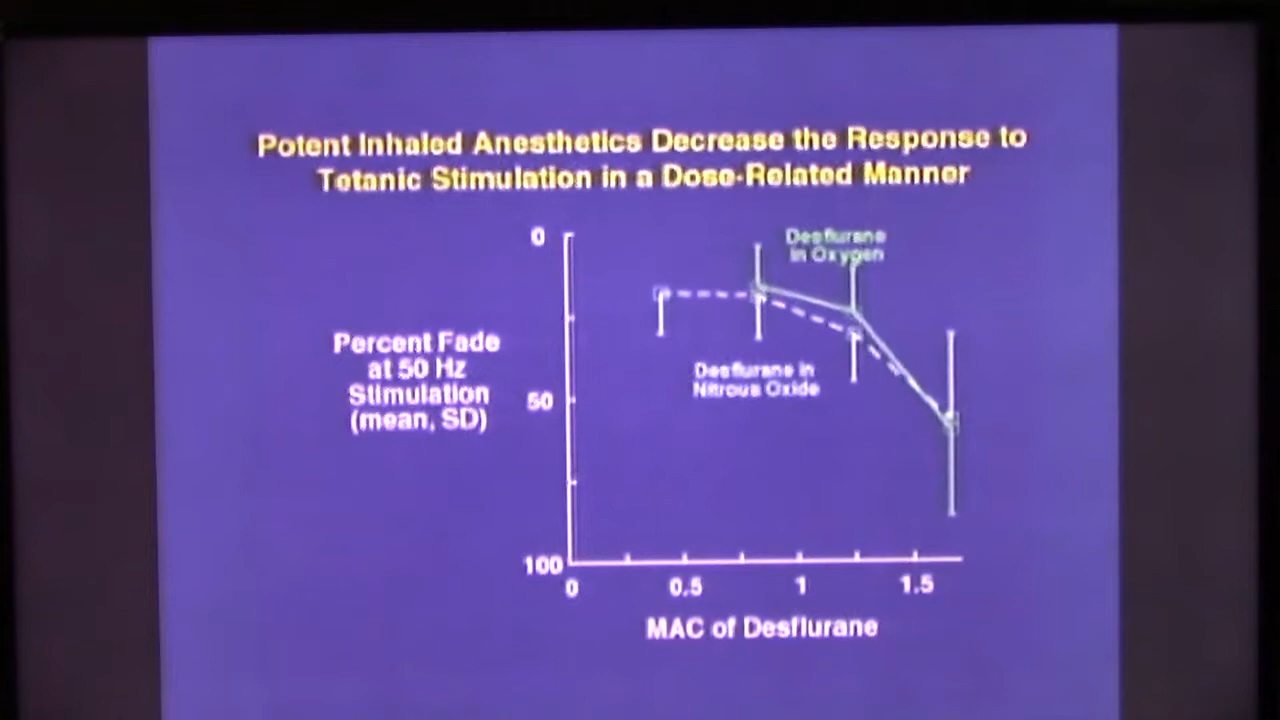 Potent Inhaled Anesthetics Decrease the Response to
Tetanic Stimulation in a Dose-Related Manner
0
Desflurane
in Oxygen
Percent Fade
at 50 Hz
Stimulation
(mean, SD)
Desflurane in
Nitrous Oxide
50
100
0
0.5
1
1.5
MAC of Desflurane